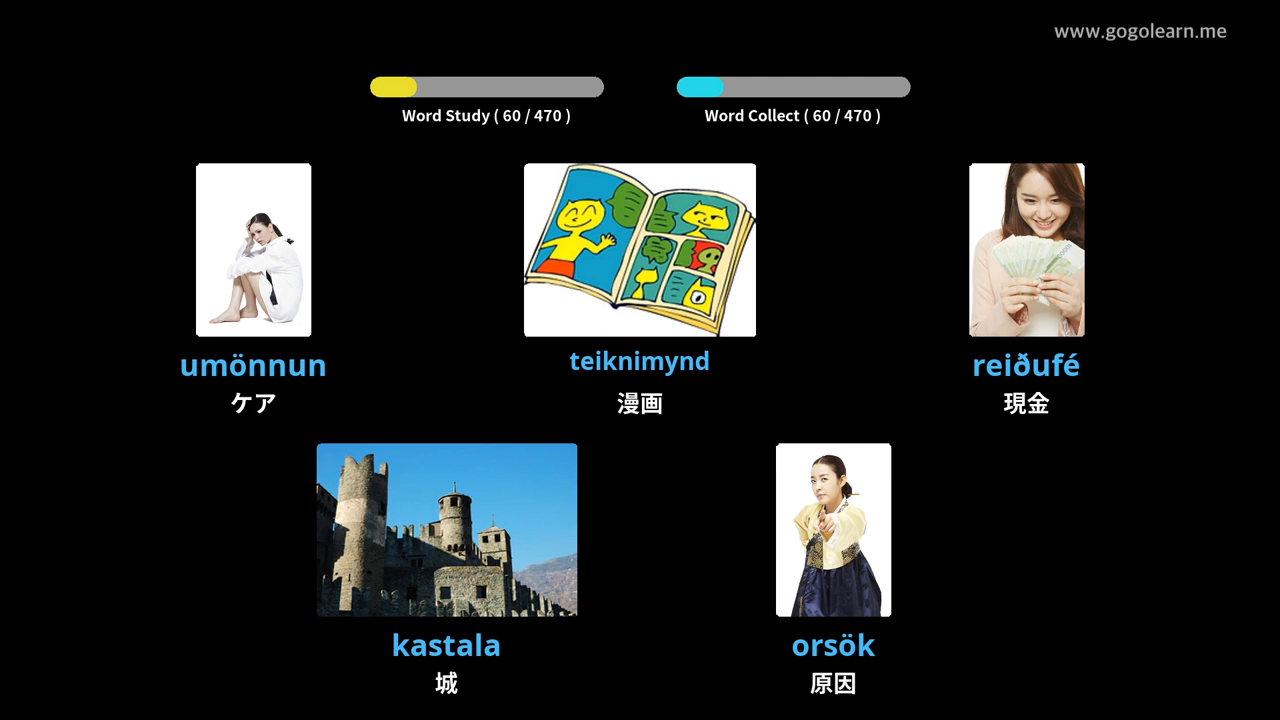 www.gogolearn.me
Word Study ( 60 / 470 )
Word Collect ( 60 / 470 )
umönnun
ケア
teiknimynd
漫画
reiðufé
現金
kastala
城
orsök
原因